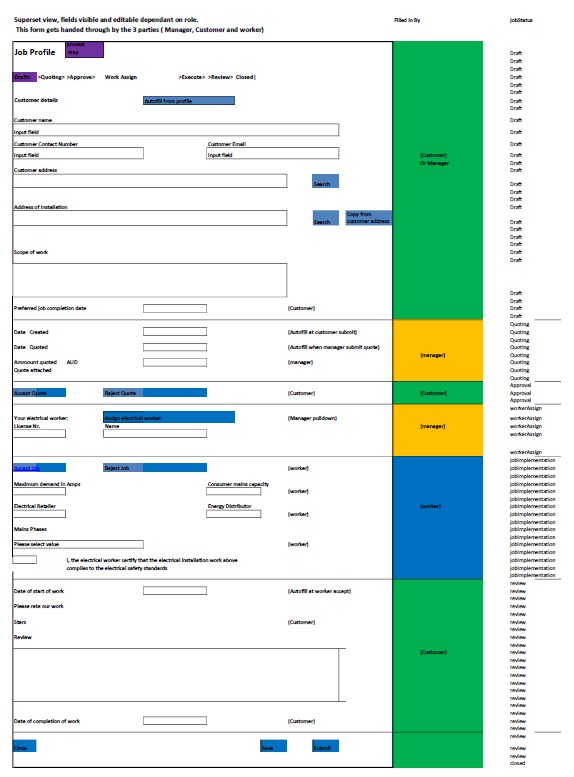 Superset view, fields visible and editable dependant on role.
Filled In By
JobStatus
This form gets handed through by the 3 parties ( Manager, Customer and worker)
Job Profile
process
step
Draft
Draft
Draft
Draft> >Quoting> >Approve> Work Assign >Execute> >Review> Closed|
Draft
Draft
Draft
Customer details
Autofill from profile
Draft
Draft
Customer name
Draft
Input field
Draft
Customer Contact Number
Customer Email
Draft
Input field
Input field
(Customer)
Draft
Or Manager
Draft
Customer address
Draft
Search
Draft
Draft
Draft
Address of Installation
Draft
Search
Copy from
customer address
Draft
Draft
Draft
Draft
Scope of work
Draft
Draft
Draft
Draft
Preferred job completion date
(Customer)
Draft
Draft
Quoting
Date Created
(Autofill at customer submit)
Quoting
Quoting
Date Quoted
(Autofill when manager submit quote)
Quoting
(manager)
Quoting
Ammount quoted AUD
(manager)
Quoting
Quote attached
Quoting
Quoting
Approval
Accept Quote
Reject Quote
(Customer)
(Customer)
Approval
Approval
workerAssign
Your electrical worker:
Assign electrical worker
(Manager pulldown)
workerAssign
License Nr.
Name
(manager)
workerAssign
workerAssign
workerAssign
jobimplementation
Accept Job
Reject Job
(worker)
jobimplementation
jobimplementation
Maximum demand in Amps
Consumer mains capacity
jobimplementation
(worker)
jobimplementation
jobimplementation
Electrical Retailer
Energy Distributor
(worker)
jobimplementation
(worker)
jobimplementation
jobimplementation
Mains Phases
jobimplementation
jobimplementation
Please select value
(worker)
jobimplementation
jobimplementation
I, the electrical worker certify that the electrical installation work above
jobimplementation
complies to the electrical safety standards
jobimplementation
jobimplementation
review
Date of start of work
(Autofill at worker accept)
review
review
Please rate our work
review
review
Stars
(Customer)
review
review
Review
review
review
(Customer)
review
review
review
review
review
review
review
review
review
Date of completion of work
(Customer)
review
review
review
Close
Save
Submit
review
review
closed